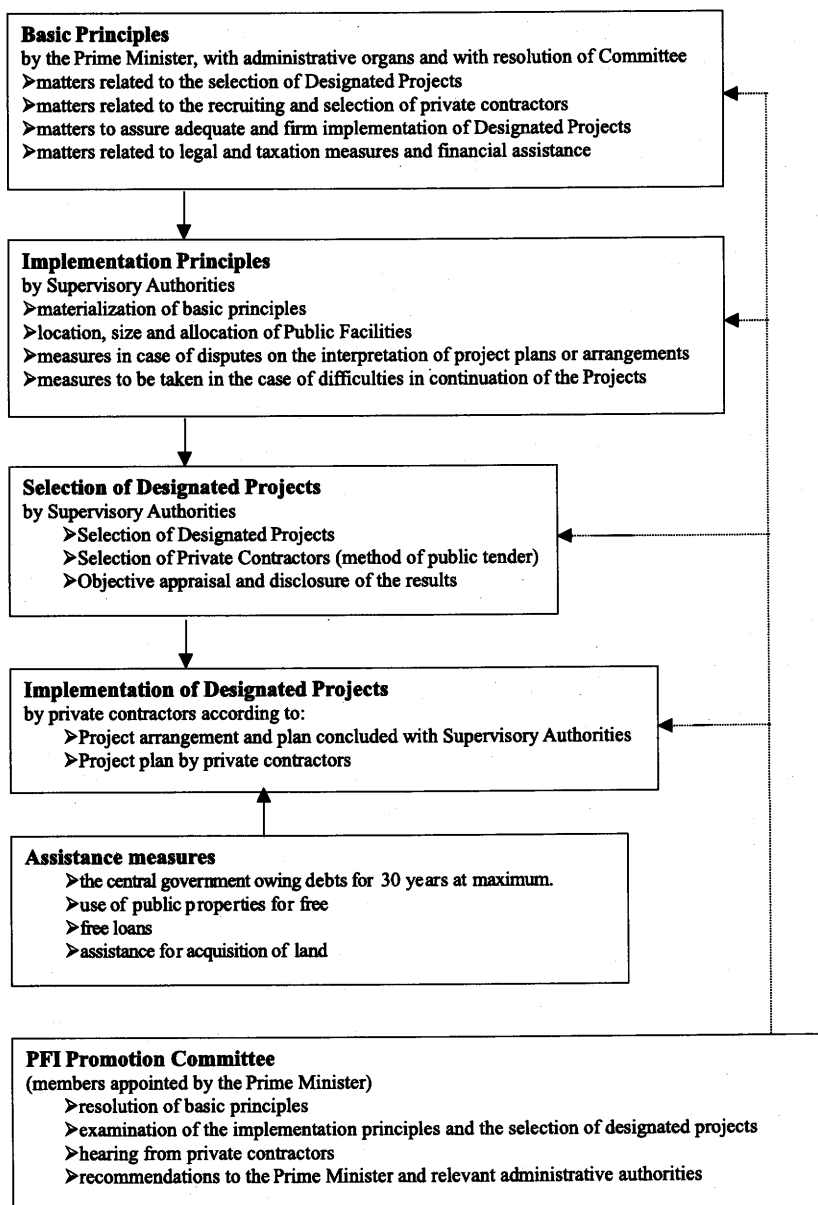 Basic Principles
by the Prime Minister, with administrative organs and with resolution of Committee
➢matters related to the selection of Designated Projects
➢matters related to the recruiting and selection of private contractors
➢matters to assure adequate and firm implementation of Designated Projects
➢matters related to legal and taxation measures and financial assistance
Implementation Principles
by Supervisory Authorities
➢materialization of basic principles
➢location, size and allocation of Public Facilities
➢measures in case of disputes on the interpretation of project plans or arrangements
➢measures to be taken in the case of difficulties in continuation of the Projects
Selection of Designated Projects
by Supervisory Authorities
➢Selection of Designated Projects
➢Selection of Private Contractors (method of public tender)
➢Objective appraisal and disclosure of the results
Implementation of Designated Projects
by private contractors according to:
➢Project arrangement and plan concluded with Supervisory Authorities
➢Project plan by private contractors
Assistance measures
➢the central government owing debts for 30 years at maximum.
➢use of public properties for free
➢free loans
➢assistance for acquisition of land
PFI Promotion Committee
(members appointed by the Prime Minister)
➢resolution of basic principles
➢examination of the implementation principles and the selection of designated projects
➢hearing from private contractors
➢recommendations to the Prime Minister and relevant administrative authorities